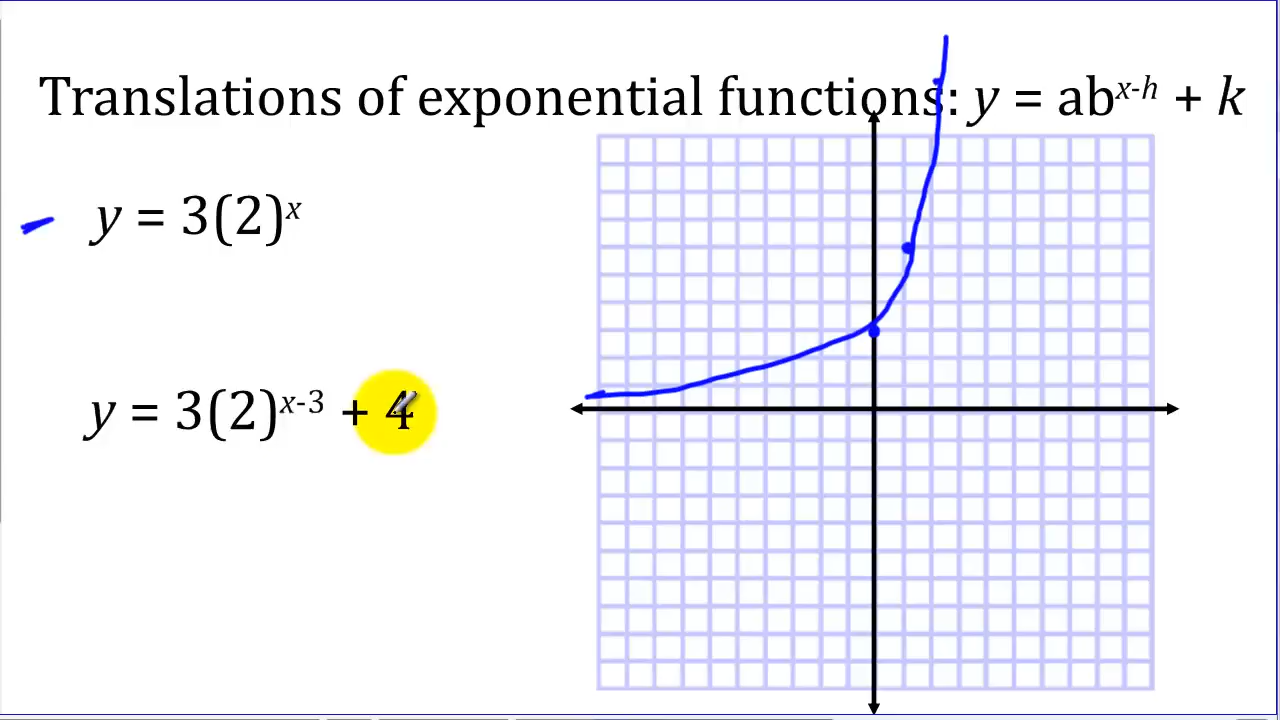 Translations of exponential functions: y = ab^{x-h} + k
y = 3(2)^x
y = 3(2)^{x-3} + 4